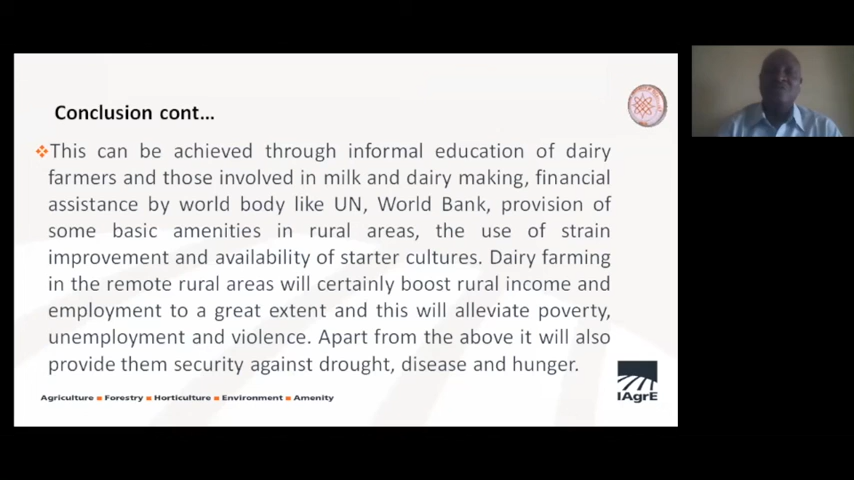 Conclusion cont...
❖This can be achieved through informal education of dairy
farmers and those involved in milk and dairy making, financial
assistance by world body like UN, World Bank, provision of
some basic amenities in rural areas, the use of strain
improvement and availability of starter cultures. Dairy farming
in the remote rural areas will certainly boost rural income and
employment to a great extent and this will alleviate poverty,
unemployment and violence. Apart from the above it will also
provide them security against drought, disease and hunger.
IAgrE
Agriculture ■ Forestry ■ Horticulture ■ Environment ■ Amenity